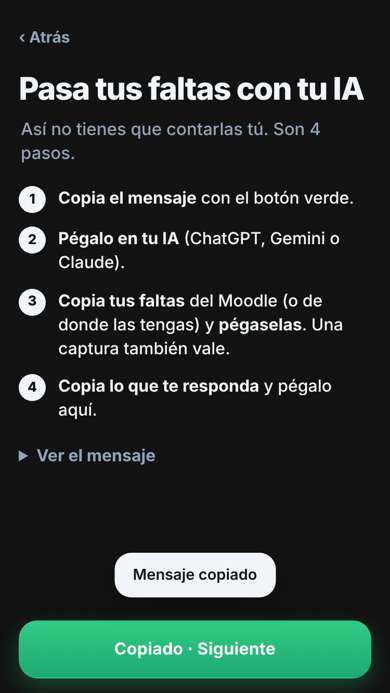 ‹ Atrás
Pasa tus faltas con tu IA
Así no tienes que contarlas tú. Son 4
pasos.
1 Copia el mensaje con el botón verde.
2 Pégalo en tu IA (ChatGPT, Gemini o
Claude).
3 Copia tus faltas del Moodle (o de
donde las tengas) y pégaselas. Una
captura también vale.
4 Copia lo que te responda y pégalo
aquí.
▶ Ver el mensaje
Mensaje copiado
Copiado · Siguiente